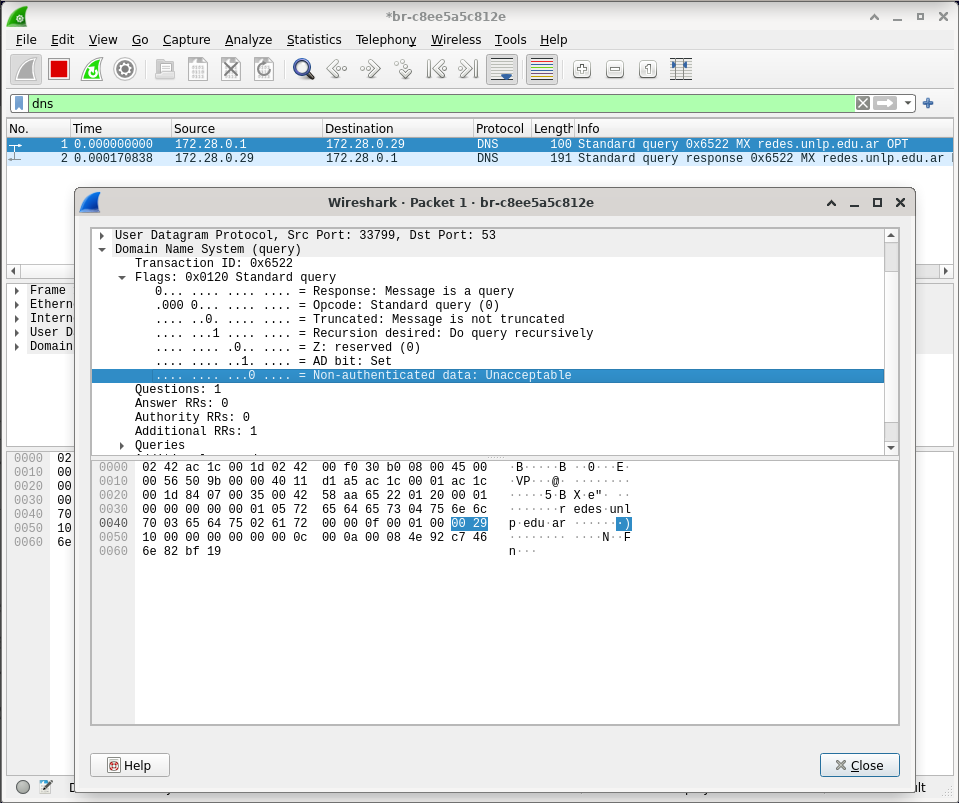 *br-c8ee5a5c812e
File Edit View Go Capture Analyze Statistics Telephony Wireless Tools Help
dns
No. Time Source Destination Protocol Length Info
1 0.000000000 172.28.0.1 172.28.0.29 DNS 100 Standard query 0x6522 MX redes.unlp.edu.ar OPT
2 0.000170838 172.28.0.29 172.28.0.1 DNS 191 Standard query response 0x6522 MX redes.unlp.edu.ar
Wireshark · Packet 1 · br-c8ee5a5c812e
User Datagram Protocol, Src Port: 33799, Dst Port: 53
Domain Name System (query)
Transaction ID: 0x6522
Flags: 0x0120 Standard query
0... .... .... .... = Response: Message is a query
.000 0... .... .... = Opcode: Standard query (0)
.... ..0. .... .... = Truncated: Message is not truncated
.... ...1 .... .... = Recursion desired: Do query recursively
.... .... .0.. .... = Z: reserved (0)
.... .... ..1. .... = AD bit: Set
.... .... ...0 .... = Non-authenticated data: Unacceptable
Questions: 1
Answer RRs: 0
Authority RRs: 0
Additional RRs: 1
Queries
Frame
Ethern
Intern
User D
Domain
0000 02
0010 00
0020 00
0030 00
0040 70
0050 10
0060 6e
0000 02 42 ac 1c 00 1d 02 42 00 f0 30 b0 08 00 45 00 ·B·····B ··0···E·
0010 00 56 50 9b 00 00 40 11 d1 a5 ac 1c 00 01 ac 1c ·VP···@· ········
0020 00 1d 84 07 00 35 00 42 58 aa 65 22 01 20 00 01 ·····5·B X·e"· ··
0030 00 00 00 00 00 01 05 72 65 64 65 73 04 75 6e 6c ·······r edes·unl
0040 70 03 65 64 75 02 61 72 00 00 0f 00 01 00 00 29 p·edu·ar ·······)
0050 10 00 00 00 00 00 00 0c 00 0a 00 08 4e 92 c7 46 ········ ····N··F
0060 6e 82 bf 19 n···
Help Close